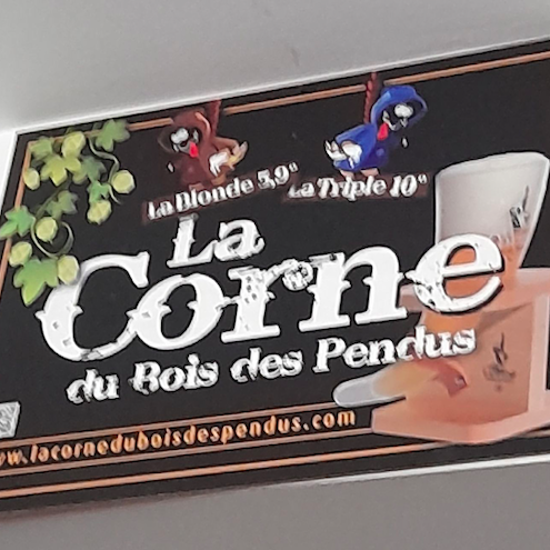 La Blonde 5,9° La Triple 10°
La
Corne
du Bois des Pendus
www.lacorneduboisdespendus.com